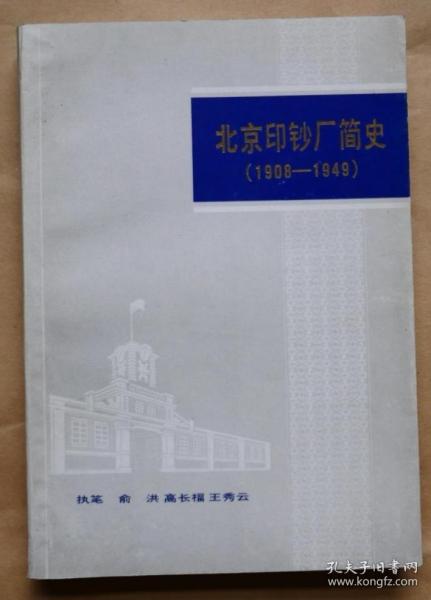 北京印钞厂简史
(1908—1949)
执笔 俞 洪 高长福 王秀云
孔夫子旧书网
www.kongfz.com